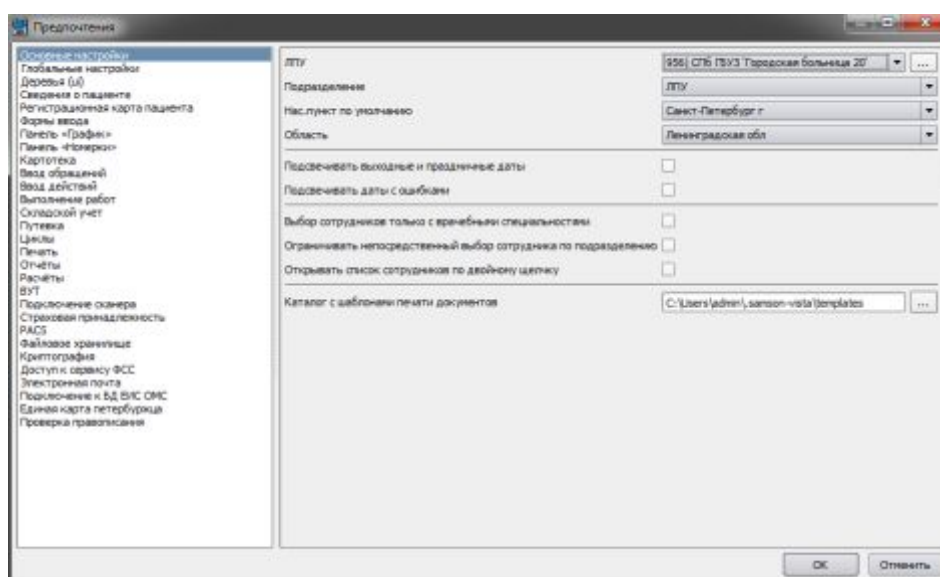 Предпочтения
Основные настройки
Глобальные настройки
Деревья (ui)
Сведения о пациенте
Регистрационная карта пациента
Формы ввода
Панель «График»
Панель «Номерки»
Картотека
Ввод обращений
Ввод действий
Выполнение работ
Складской учет
Путевка
Циклы
Печать
Отчёты
Расчёты
ВУТ
Подключение сканера
Страховая принадлежность
PACS
Файловое хранилище
Криптография
Доступ к сервису ФСС
Электронная почта
Подключение к БД ЕИС ОМС
Единая карта петербуржца
Проверка правописания
ЛПУ 956| СПб ГБУЗ "Городская больница 20" ...
Подразделение ЛПУ
Нас.пункт по умолчанию Санкт-Петербург г
Область Ленинградская обл
Подсвечивать выходные и праздничные даты
Подсвечивать даты с ошибками
Выбор сотрудников только с врачебными специальностями
Ограничивать непосредственный выбор сотрудника по подразделению
Открывать список сотрудников по двойному щелчку
Каталог с шаблонами печати документов C:\Users\admin\.samson-vista\templates ...
OK Отменить